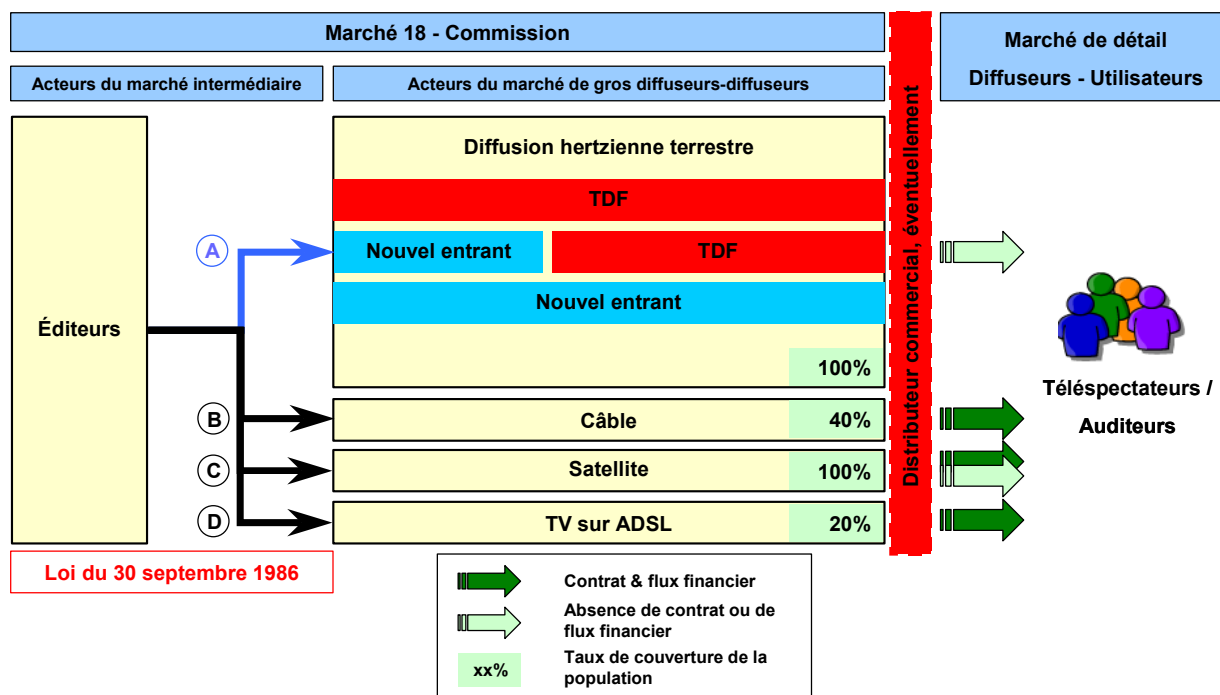 Marché 18 - Commission
Marché de détail
Diffuseurs - Utilisateurs
Acteurs du marché intermédiaire
Acteurs du marché de gros diffuseurs-diffuseurs
Distributeur commercial, éventuellement
Éditeurs
Diffusion hertzienne terrestre
TDF
A
Nouvel entrant
TDF
Nouvel entrant
100%
B
Câble
40%
C
Satellite
100%
D
TV sur ADSL
20%
Téléspectateurs /
Auditeurs
Loi du 30 septembre 1986
Contrat & flux financier
Absence de contrat ou de
flux financier
xx%
Taux de couverture de la
population